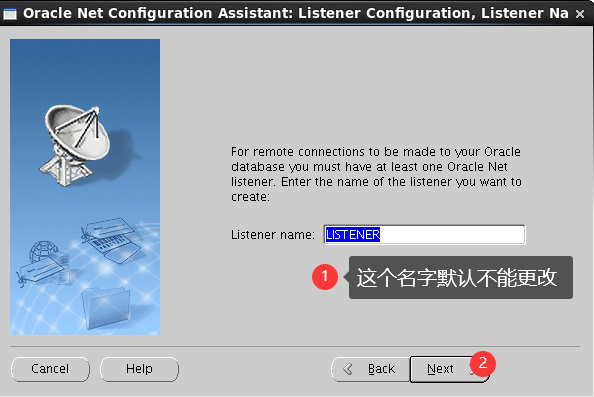 Oracle Net Configuration Assistant: Listener Configuration, Listener Na
For remote connections to be made to your Oracle
database you must have at least one Oracle Net
listener. Enter the name of the listener you want to
create:
Listener name: LISTENER
1 这个名字默认不能更改
Cancel Help Back Next 2